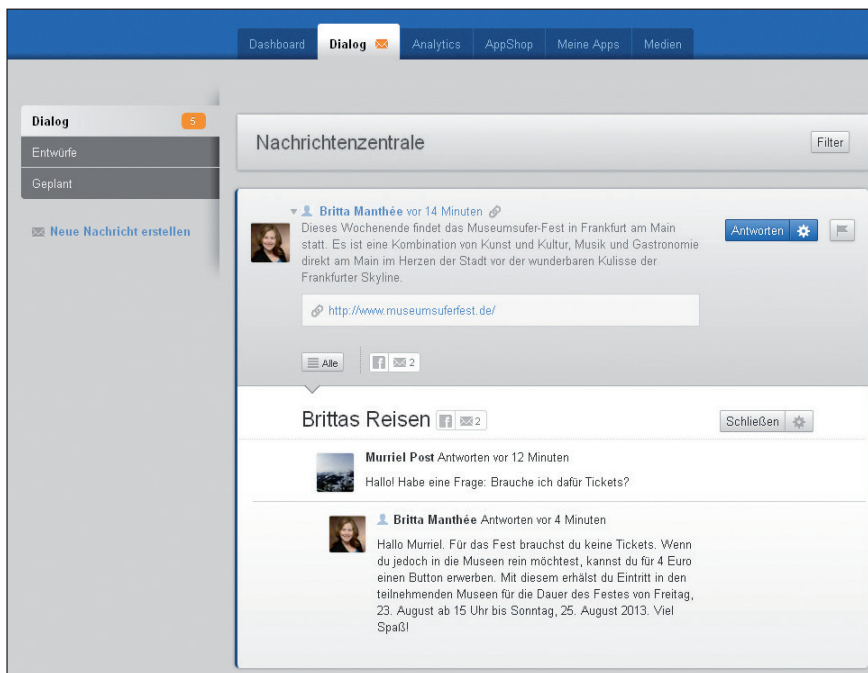 Dashboard
Dialog
Analytics
AppShop
Meine Apps
Medien
Dialog
5
Entwürfe
Geplant
Neue Nachricht erstellen
Nachrichtenzentrale
Filter
Britta Manthée vor 14 Minuten
Dieses Wochenende findet das Museumsufer-Fest in Frankfurt am Main
statt. Es ist eine Kombination von Kunst und Kultur, Musik und Gastronomie
direkt am Main im Herzen der Stadt vor der wunderbaren Kulisse der
Frankfurter Skyline.
Antworten
http://www.museumsuferfest.de/
Alle
2
Brittas Reisen
2
Schließen
Murriel Post Antworten vor 12 Minuten
Hallo! Habe eine Frage: Brauche ich dafür Tickets?
Britta Manthée Antworten vor 4 Minuten
Hallo Murriel. Für das Fest brauchst du keine Tickets. Wenn
du jedoch in die Museen rein möchtest, kannst du für 4 Euro
einen Button erwerben. Mit diesem erhälst du Eintritt in den
teilnehmenden Museen für die Dauer des Festes von Freitag,
23. August ab 15 Uhr bis Sonntag, 25. August 2013. Viel
Spaß!